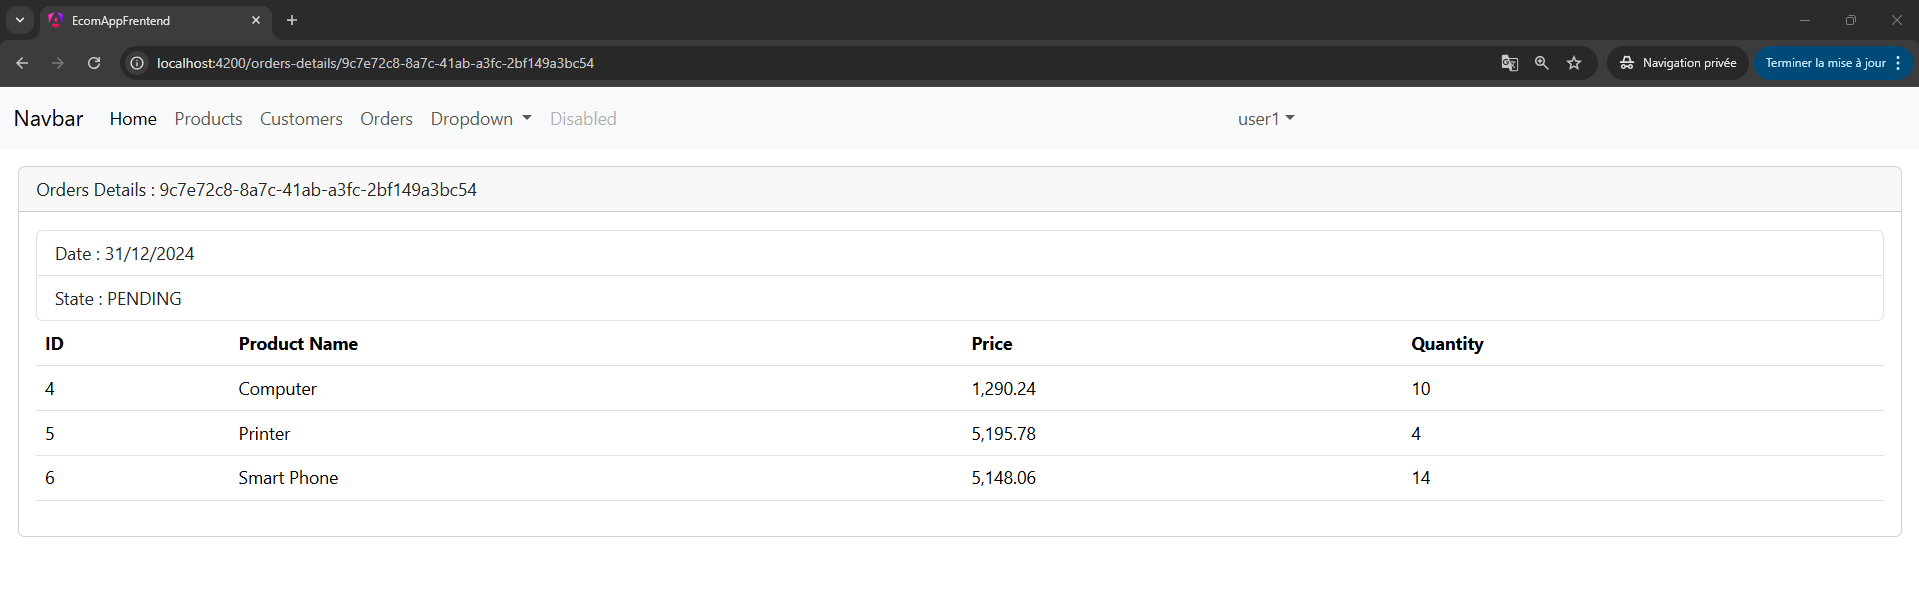 EcomAppFrentend
localhost:4200/orders-details/9c7e72c8-8a7c-41ab-a3fc-2bf149a3bc54 Navigation privée Terminer la mise à jour
Navbar Home Products Customers Orders Dropdown Disabled user1
Orders Details : 9c7e72c8-8a7c-41ab-a3fc-2bf149a3bc54
Date : 31/12/2024
State : PENDING
ID Product Name Price Quantity
4 Computer 1,290.24 10
5 Printer 5,195.78 4
6 Smart Phone 5,148.06 14